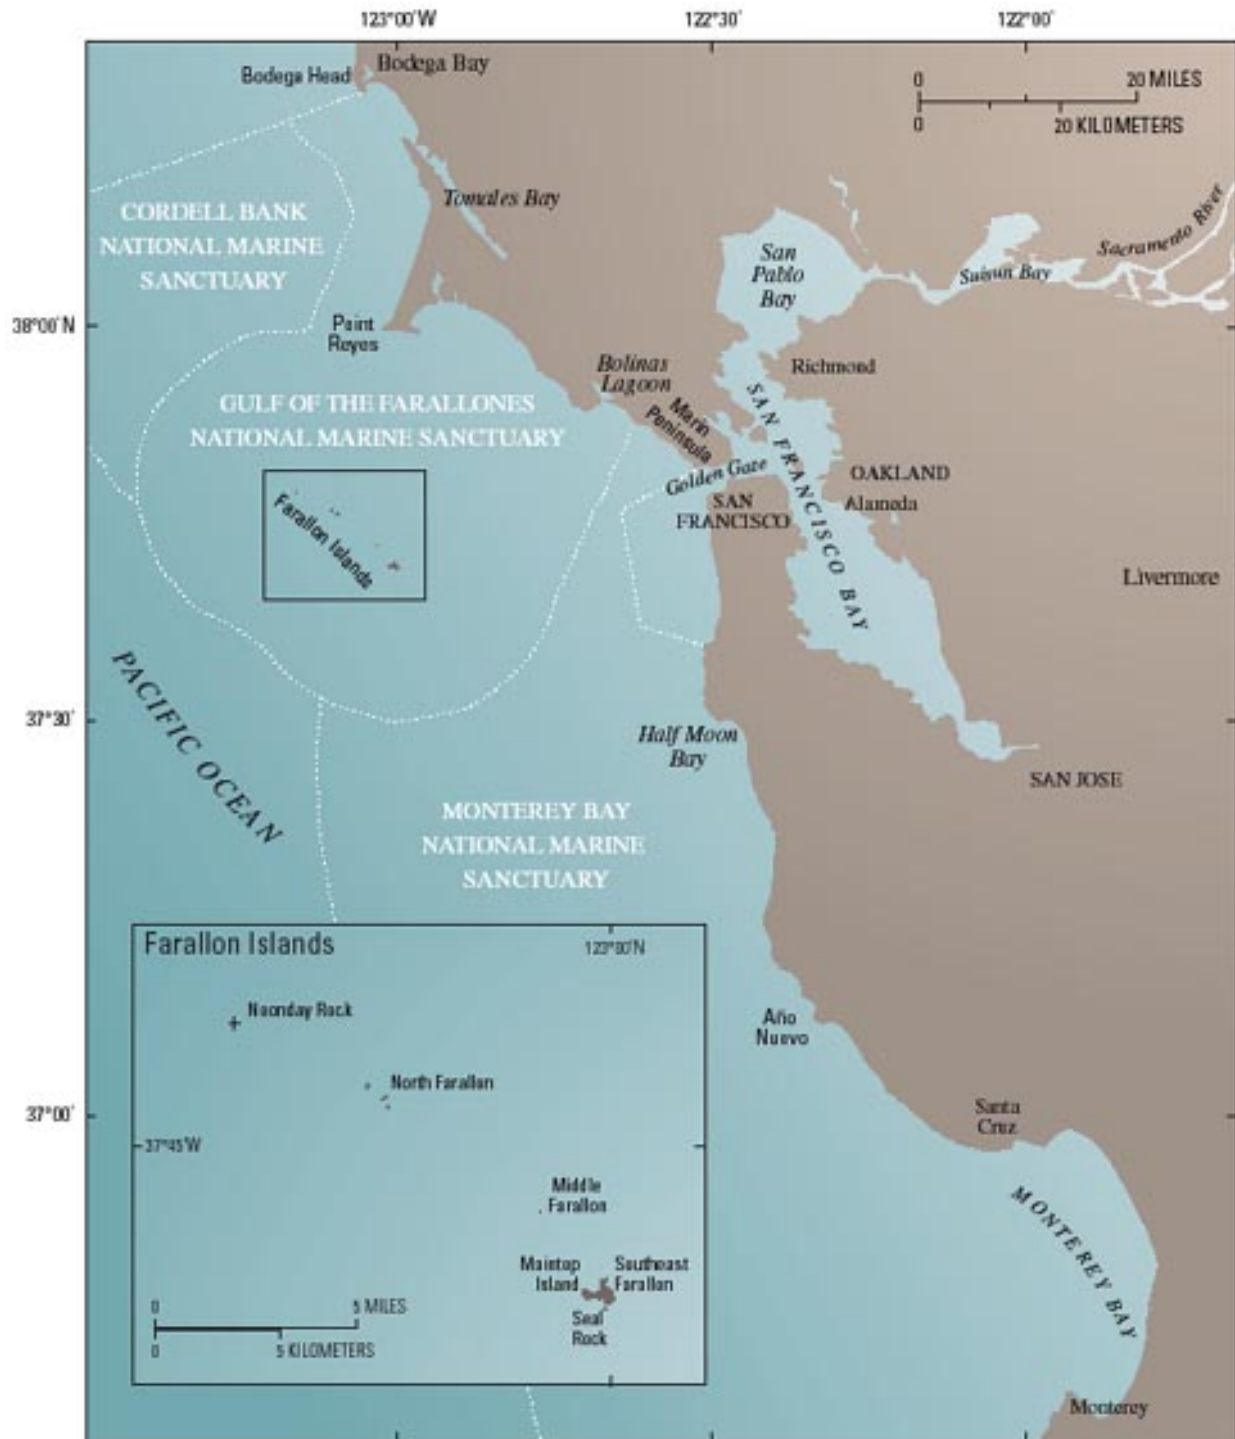 123°00'W
122°30'
122°00'
Bodega Head
Bodega Bay
0
20 MILES
0
20 KILOMETERS
Tomales Bay
CORDELL BANK
NATIONAL MARINE
SANCTUARY
San
Pablo
Bay
Sacramento River
Suisun Bay
38°00'N
Point
Reyes
Bolinas
Lagoon
Richmond
GULF OF THE FARALLONES
NATIONAL MARINE SANCTUARY
Marin
Peninsula
SAN FRANCISCO BAY
Golden Gate
OAKLAND
Alameda
SAN
FRANCISCO
Farallon Islands
Livermore
PACIFIC OCEAN
37°30'
Half Moon
Bay
SAN JOSE
MONTEREY BAY
NATIONAL MARINE
SANCTUARY
Farallon Islands
123°00'N
Noonday Rock
Año
Nuevo
North Farallon
37°00'
Santa
Cruz
37°45'W
Middle
Farallon
MONTEREY BAY
Maintop
Island
Southeast
Farallon
Seal
Rock
0
5 MILES
0
5 KILOMETERS
Monterey